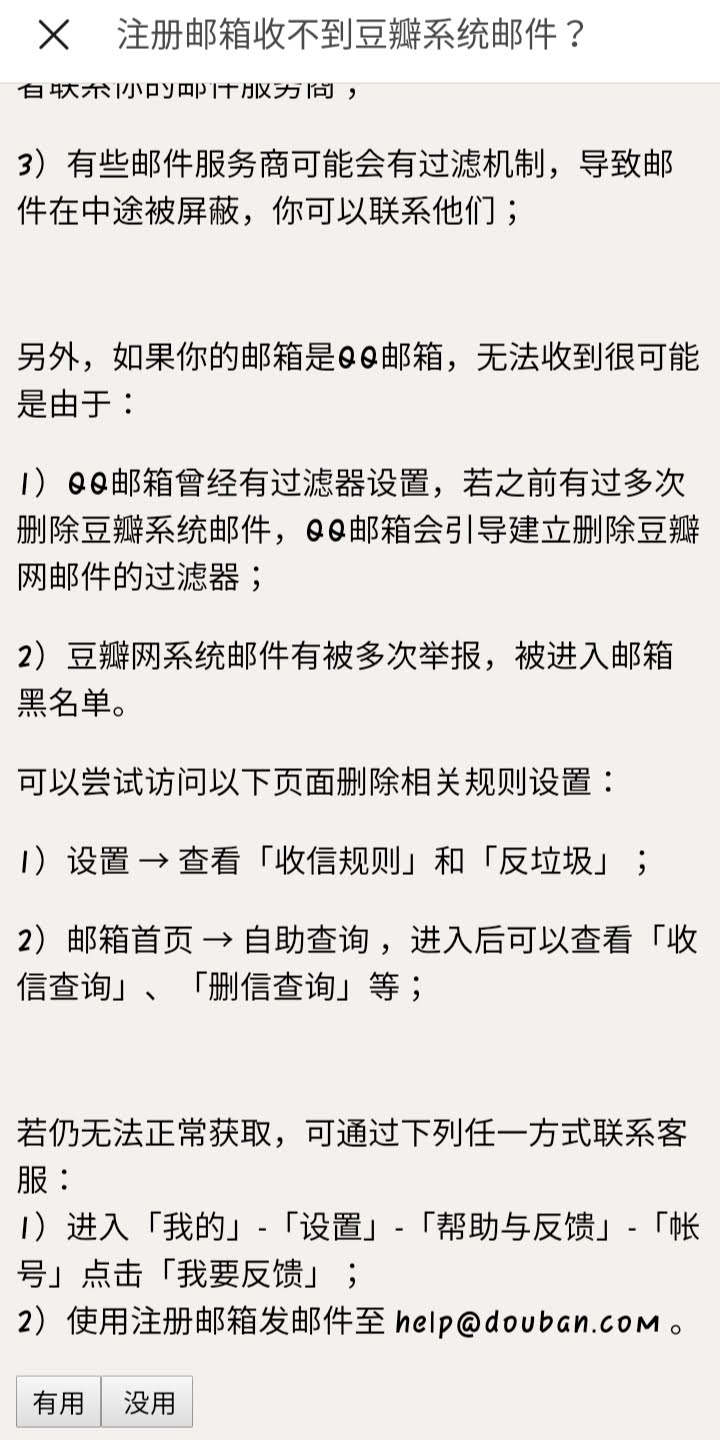 注册邮箱收不到豆瓣系统邮件？
者联系你的邮件服务商，
3）有些邮件服务商可能会有过滤机制，导致邮
件在中途被屏蔽，你可以联系他们；
另外，如果你的邮箱是QQ邮箱，无法收到很可能
是由于：
1）QQ邮箱曾经有过滤器设置，若之前有过多次
删除豆瓣系统邮件，QQ邮箱会引导建立删除豆瓣
网邮件的过滤器；
2）豆瓣网系统邮件有被多次举报，被进入邮箱
黑名单。
可以尝试访问以下页面删除相关规则设置：
1）设置 → 查看「收信规则」和「反垃圾」；
2）邮箱首页 → 自助查询 ，进入后可以查看「收
信查询」、「删信查询」等；
若仍无法正常获取，可通过下列任一方式联系客
服：
1）进入「我的」-「设置」-「帮助与反馈」-「帐
号」点击「我要反馈」；
2）使用注册邮箱发邮件至 help@douban.com 。
有用 没用